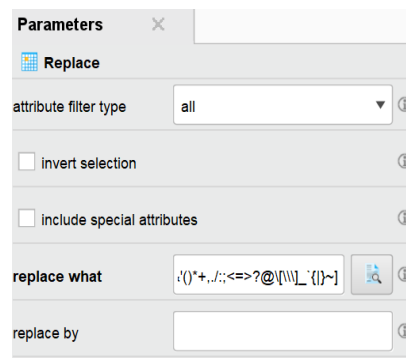 Parameters
Replace
attribute filter type all
invert selection
include special attributes
replace what '()*+,./:;<=>?@\[\\\]_`{|}~]
replace by